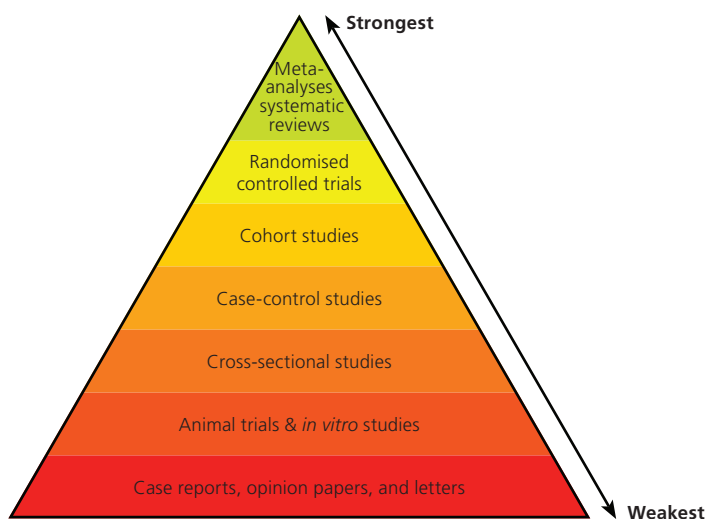 Strongest
Meta-
analyses
systematic
reviews
Randomised
controlled trials
Cohort studies
Case-control studies
Cross-sectional studies
Animal trials & in vitro studies
Case reports, opinion papers, and letters
Weakest